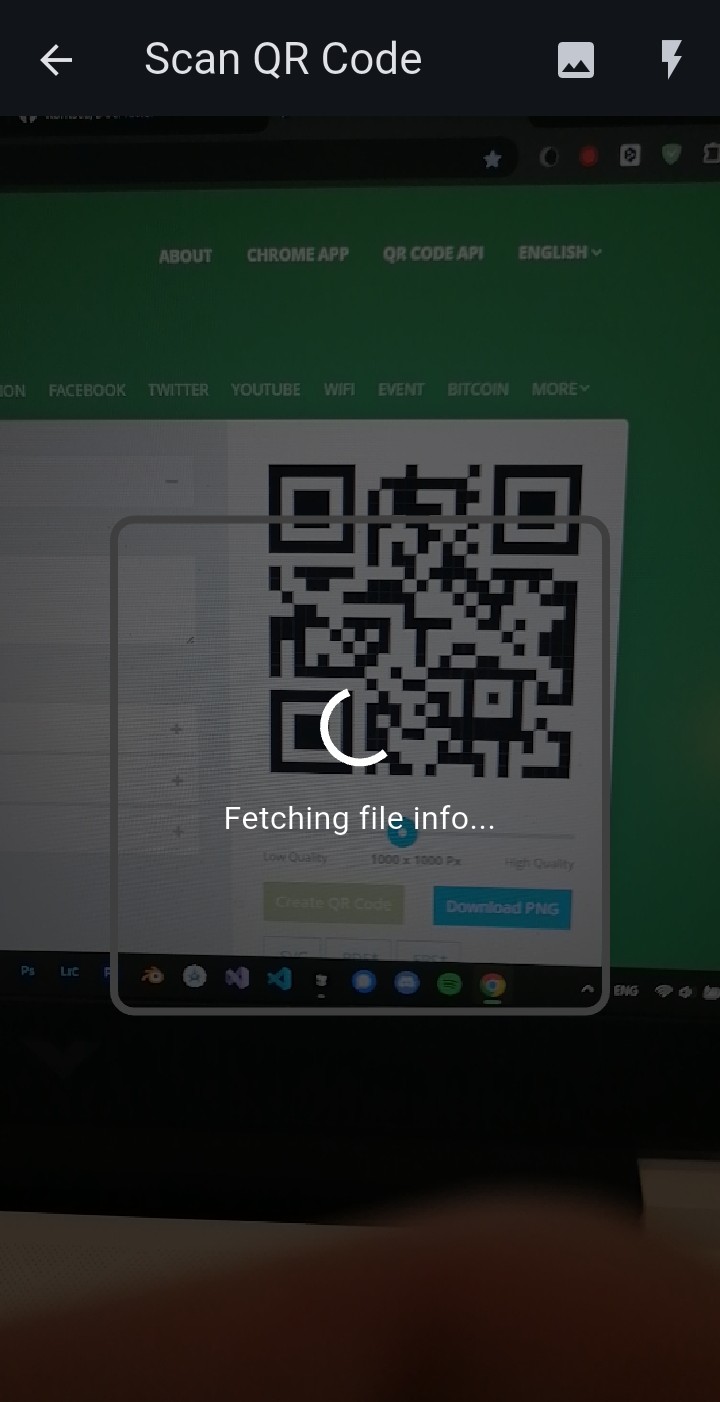 Scan QR Code
ABOUT CHROME APP QR CODE API ENGLISH
ION FACEBOOK TWITTER YOUTUBE WIFI EVENT BITCOIN MORE
Fetching file info...
Low Quality 1000 x 1000 Px High Quality
Create QR Code Download PNG
Ps LrC
ENG